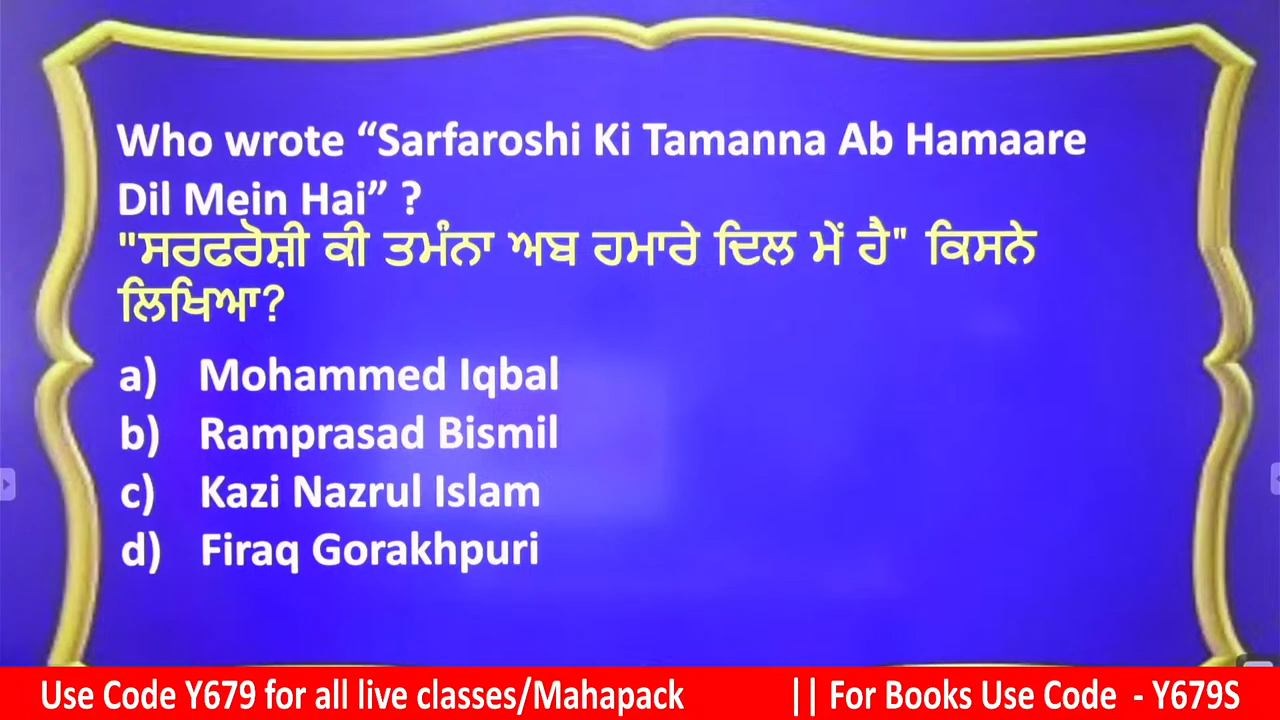 Who wrote “Sarfaroshi Ki Tamanna Ab Hamaare
Dil Mein Hai” ?
"ਸਰਫਰੋਸ਼ੀ ਕੀ ਤਮੰਨਾ ਅਬ ਹਮਾਰੇ ਦਿਲ ਮੇਂ ਹੈ" ਕਿਸਨੇ
ਲਿਖਿਆ?
a) Mohammed Iqbal
b) Ramprasad Bismil
c) Kazi Nazrul Islam
d) Firaq Gorakhpuri
Use Code Y679 for all live classes/Mahapack || For Books Use Code - Y679S